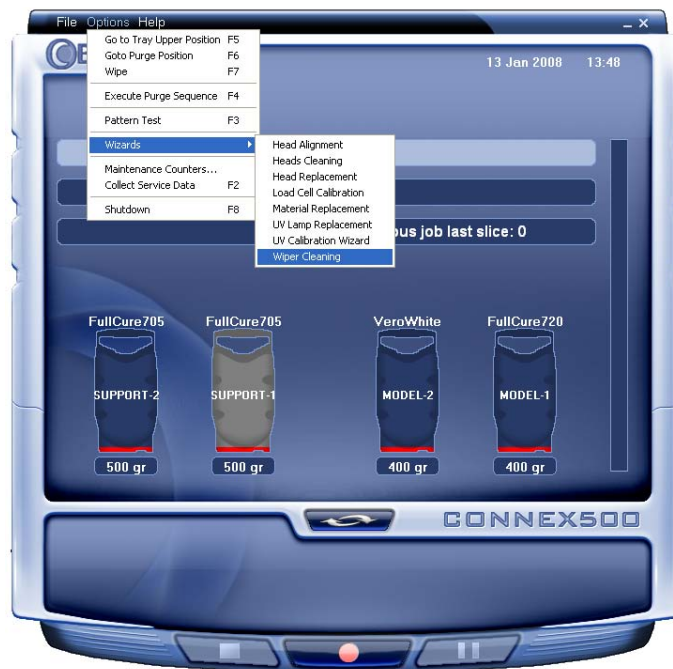 File Options Help
13 Jan 2008 13:48
Go to Tray Upper Position F5
Goto Purge Position F6
Wipe F7
Execute Purge Sequence F4
Pattern Test F3
Wizards
Maintenance Counters...
Collect Service Data F2
Shutdown F8
Head Alignment
Heads Cleaning
Head Replacement
Load Cell Calibration
Material Replacement
UV Lamp Replacement
UV Calibration Wizard
Wiper Cleaning
job last slice: 0
FullCure705 FullCure705 VeroWhite FullCure720
SUPPORT-2 SUPPORT-1 MODEL-2 MODEL-1
500 gr 500 gr 400 gr 400 gr
CONNEX500